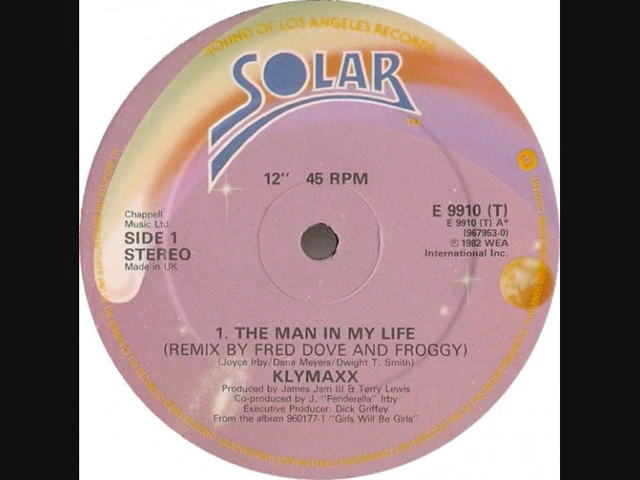 SOUND OF LOS ANGELES RECORDS
SOLAR
TM
12" 45 RPM
Chappell
Music Ltd.
SIDE 1
STEREO
Made in UK
E 9910 (T)
E 9910 (T) A*
(967953-0)
℗ 1982 WEA
International Inc.
1. THE MAN IN MY LIFE
(REMIX BY FRED DOVE AND FROGGY)
(Joyce Irby/Dana Meyers/Dwight T. Smith)
KLYMAXX
Produced by James Jam III & Terry Lewis
Co-produced by J. "Fenderella" Irby
Executive Producer: Dick Griffey
From the album 960177-1 "Girls Will Be Girls"